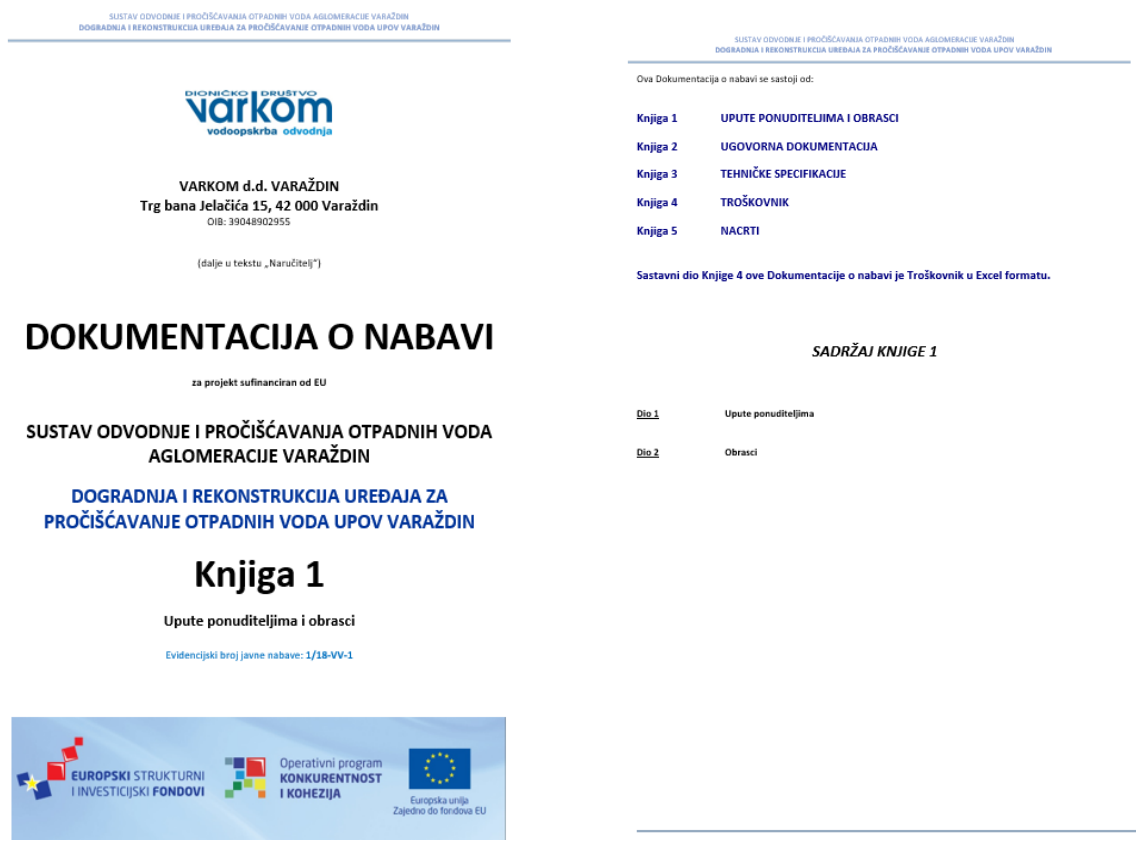 SUSTAV ODVODNJE I PROČIŠĆAVANJA OTPADNIH VODA AGLOMERACIJE VARAŽDIN
DOGRADNJA I REKONSTRUKCIJA UREĐAJA ZA PROČIŠĆAVANJE OTPADNIH VODA UPOV VARAŽDIN
DIONIČKO DRUŠTVO
varkom
vodoopskrba odvodnja
VARKOM d.d. VARAŽDIN
Trg bana Jelačića 15, 42 000 Varaždin
OIB: 39048902955
(dalje u tekstu „Naručitelj“)
DOKUMENTACIJA O NABAVI
za projekt sufinanciran od EU
SUSTAV ODVODNJE I PROČIŠĆAVANJA OTPADNIH VODA
AGLOMERACIJE VARAŽDIN
DOGRADNJA I REKONSTRUKCIJA UREĐAJA ZA
PROČIŠĆAVANJE OTPADNIH VODA UPOV VARAŽDIN
Knjiga 1
Upute ponuditeljima i obrasci
Evidencijski broj javne nabave: 1/18-VV-1
EUROPSKI STRUKTURNI
I INVESTICIJSKI FONDOVI
Operativni program
KONKURENTNOST
I KOHEZIJA
Europska unija
Zajedno do fondova EU
SUSTAV ODVODNJE I PROČIŠĆAVANJA OTPADNIH VODA AGLOMERACIJE VARAŽDIN
DOGRADNJA I REKONSTRUKCIJA UREĐAJA ZA PROČIŠĆAVANJE OTPADNIH VODA UPOV VARAŽDIN
Ova Dokumentacija o nabavi se sastoji od:
Knjiga 1 UPUTE PONUDITELJIMA I OBRASCI
Knjiga 2 UGOVORNA DOKUMENTACIJA
Knjiga 3 TEHNIČKE SPECIFIKACIJE
Knjiga 4 TROŠKOVNIK
Knjiga 5 NACRTI
Sastavni dio Knjige 4 ove Dokumentacije o nabavi je Troškovnik u Excel formatu.
SADRŽAJ KNJIGE 1
Dio 1 Upute ponuditeljima
Dio 2 Obrasci